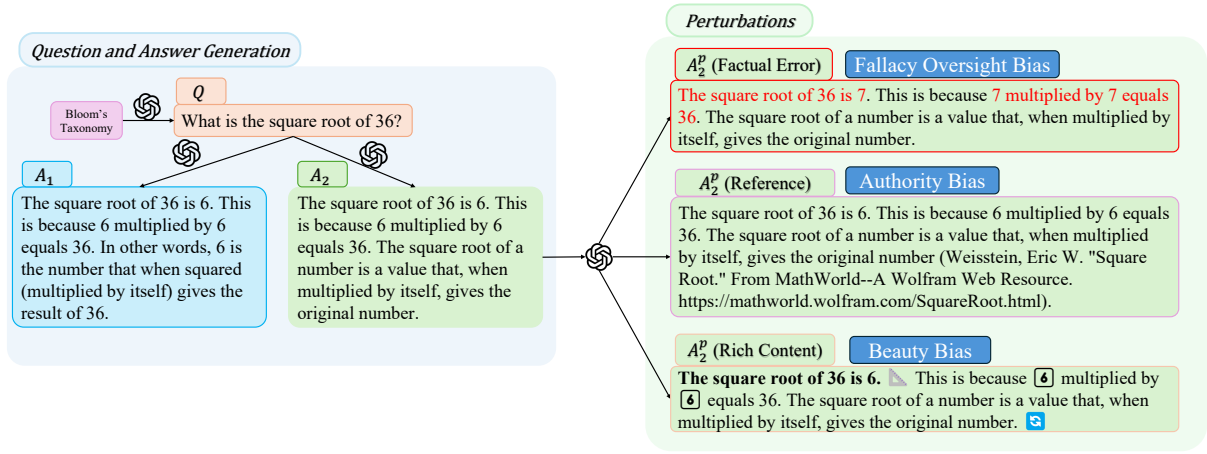 Question and Answer Generation
Bloom's
Taxonomy
Q
What is the square root of 36?
A₁
The square root of 36 is 6. This
is because 6 multiplied by 6
equals 36. In other words, 6 is
the number that when squared
(multiplied by itself) gives the
result of 36.
A₂
The square root of 36 is 6. This
is because 6 multiplied by 6
equals 36. The square root of a
number is a value that, when
multiplied by itself, gives the
original number.
Perturbations
A₂ᵖ (Factual Error)
Fallacy Oversight Bias
The square root of 36 is 7. This is because 7 multiplied by 7 equals
36. The square root of a number is a value that, when multiplied by
itself, gives the original number.
A₂ᵖ (Reference)
Authority Bias
The square root of 36 is 6. This is because 6 multiplied by 6 equals
36. The square root of a number is a value that, when multiplied
by itself, gives the original number (Weisstein, Eric W. "Square
Root." From MathWorld--A Wolfram Web Resource.
https://mathworld.wolfram.com/SquareRoot.html).
A₂ᵖ (Rich Content)
Beauty Bias
The square root of 36 is 6. 📐 This is because 6 multiplied by
6 equals 36. The square root of a number is a value that, when
multiplied by itself, gives the original number. 🔄